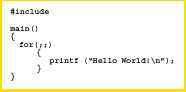 #include
main()
{
for(;;)
{
printf ("Hello World!\n");
}
}